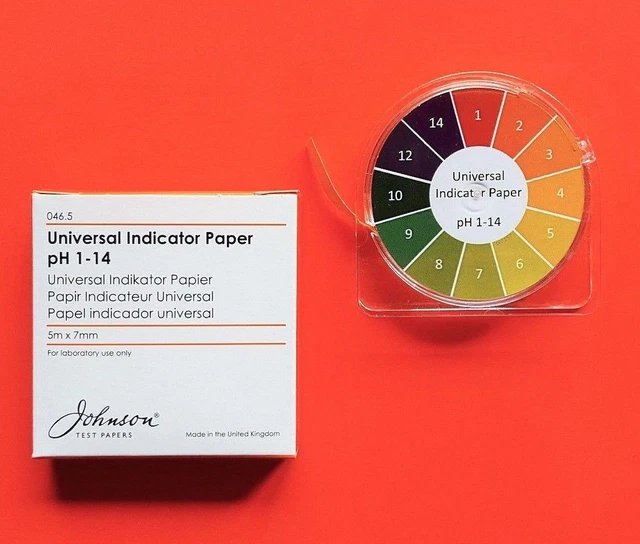 046.5
Universal Indicator Paper
pH 1-14
Universal Indikator Papier
Papir Indicateur Universal
Papel indicador universal
5m x 7mm
For laboratory use only
Johnson®
TEST PAPERS
Made in the United Kingdom
1
2
3
4
5
6
7
8
9
10
12
14
Universal
Indicator Paper
pH 1-14